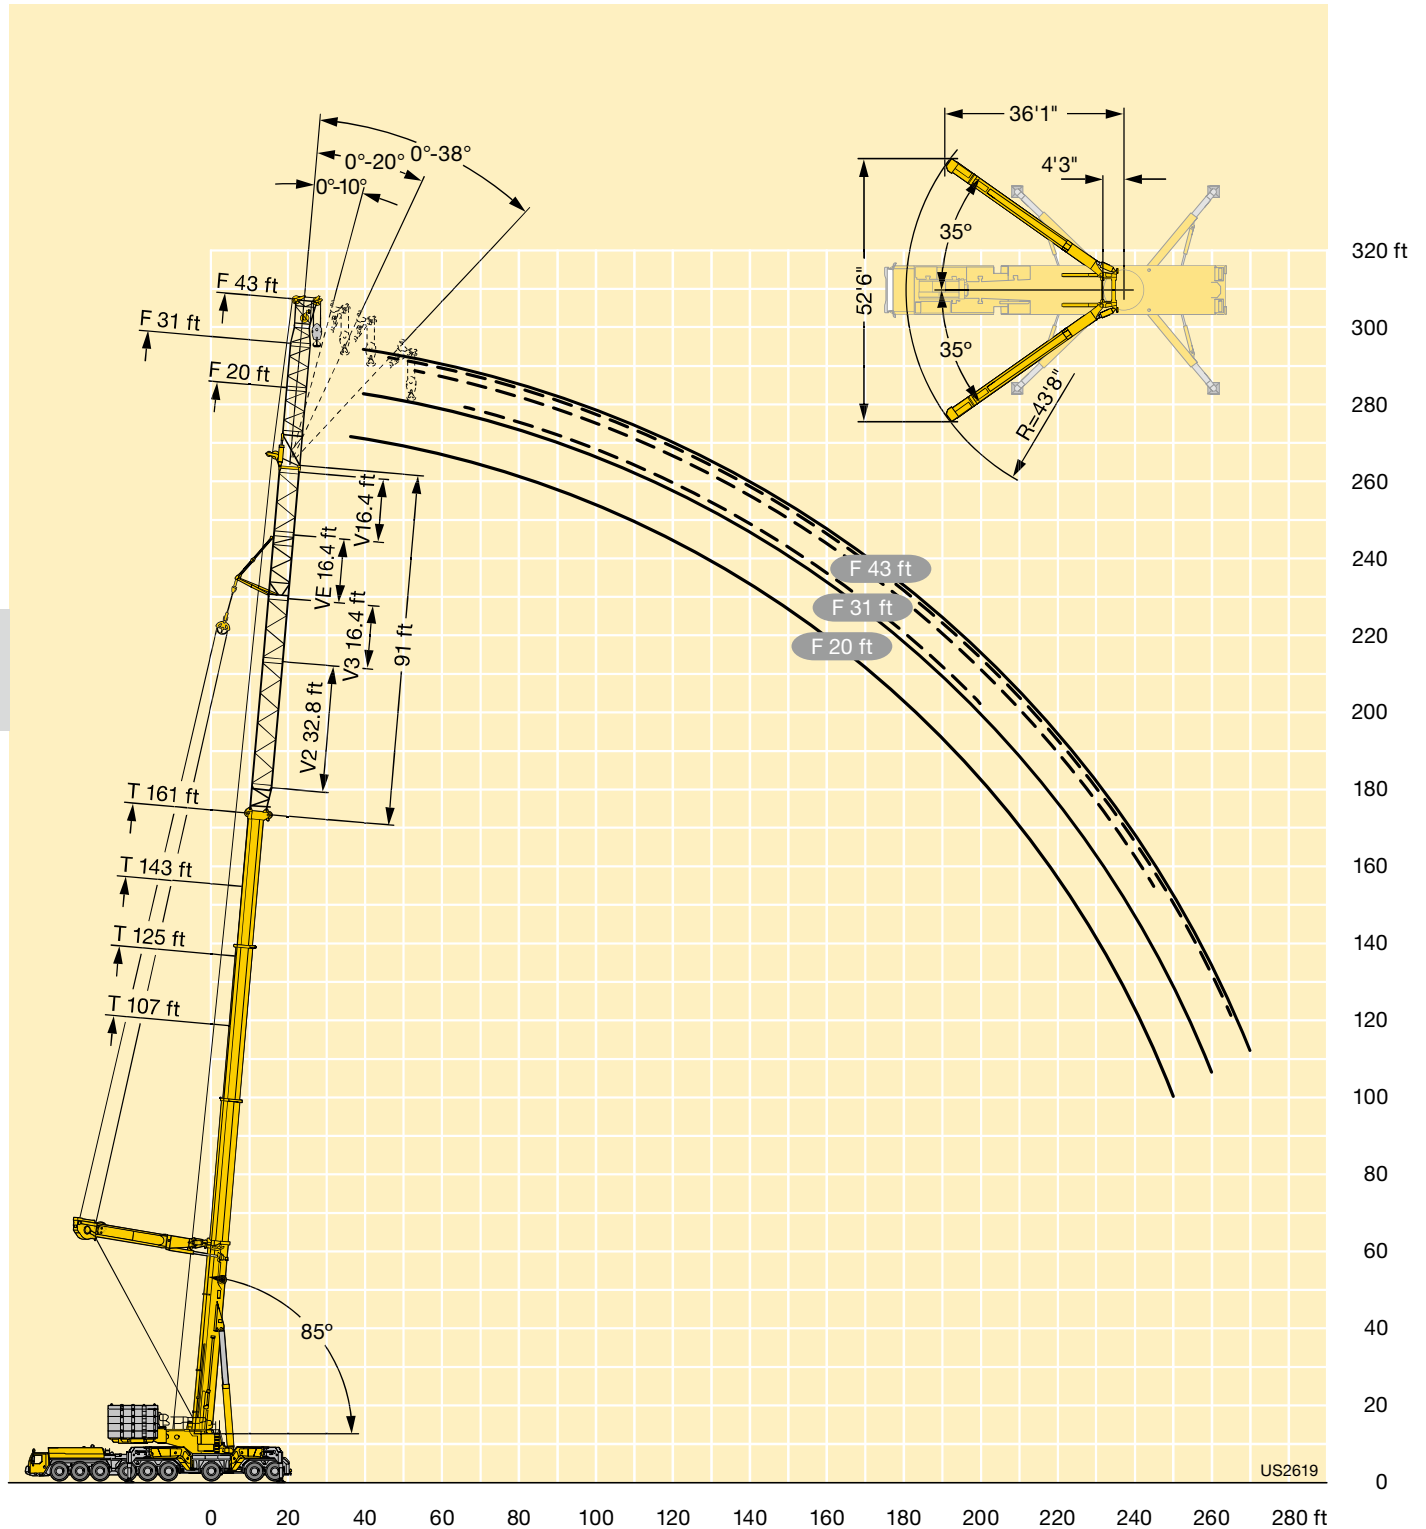 36'1"
4'3"
0°-38°
0°-20°
0°-10°
35°
52'6"
35°
R=43'8"
320 ft
F 43 ft
300
F 31 ft
F 20 ft
280
260
V16.4 ft
VE 16.4 ft
V3 16.4 ft
91 ft
V2 32.8 ft
240
F 43 ft
F 31 ft
220
F 20 ft
200
180
T 161 ft
160
T 143 ft
140
T 125 ft
120
T 107 ft
100
80
60
40
85°
20
US2619
0
0 20 40 60 80 100 120 140 160 180 200 220 240 260 280 ft